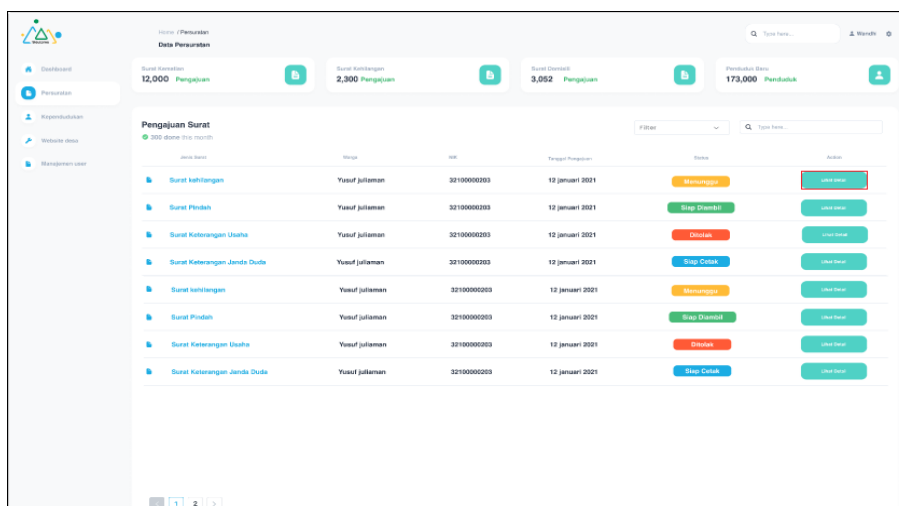 Home / Persuratan
Data Persuratan
Type here...
Wendh
Dashboard
Persuratan
Kependudukan
Website desa
Manajemen user
Surat Kematian
12,000 Pengajuan
Surat Kehilangan
2,300 Pengajuan
Surat Domisili
3,052 Pengajuan
Penduduk Baru
173,000 Penduduk
Pengajuan Surat
300 done this month
Filter
Type here...
Jenis Surat Warga NIK Tanggal Pengajuan Status Action
Surat kehilangan Yusuf juliaman 32100000203 12 januari 2021 Menunggu Lihat Detail
Surat Pindah Yusuf juliaman 32100000203 12 januari 2021 Siap Diambil Lihat Detail
Surat Keterangan Usaha Yusuf juliaman 32100000203 12 januari 2021 Ditolak Lihat Detail
Surat Keterangan Janda Duda Yusuf juliaman 32100000203 12 januari 2021 Siap Cetak Lihat Detail
Surat kehilangan Yusuf juliaman 32100000203 12 januari 2021 Menunggu Lihat Detail
Surat Pindah Yusuf juliaman 32100000203 12 januari 2021 Siap Diambil Lihat Detail
Surat Keterangan Usaha Yusuf juliaman 32100000203 12 januari 2021 Ditolak Lihat Detail
Surat Keterangan Janda Duda Yusuf juliaman 32100000203 12 januari 2021 Siap Cetak Lihat Detail
1 2